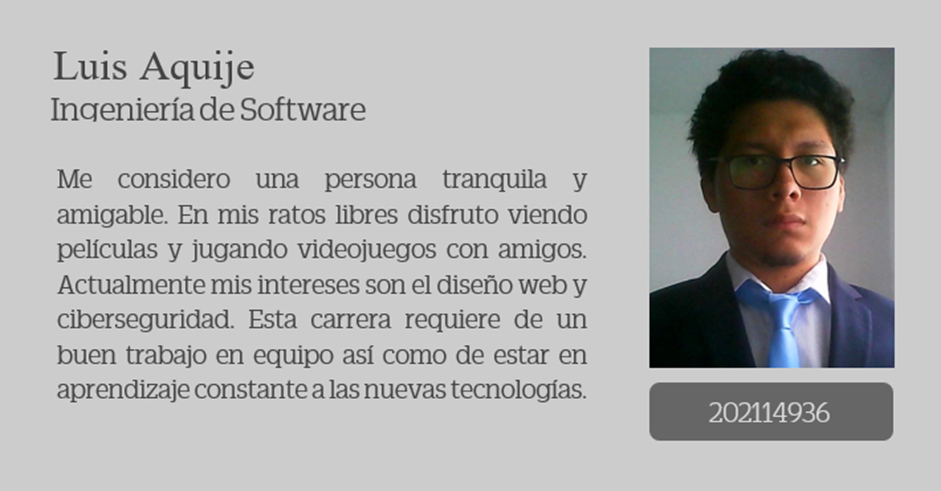 Luis Aquije
Ingeniería de Software
Me considero una persona tranquila y
amigable. En mis ratos libres disfruto viendo
películas y jugando videojuegos con amigos.
Actualmente mis intereses son el diseño web y
ciberseguridad. Esta carrera requiere de un
buen trabajo en equipo así como de estar en
aprendizaje constante a las nuevas tecnologías.
202114936